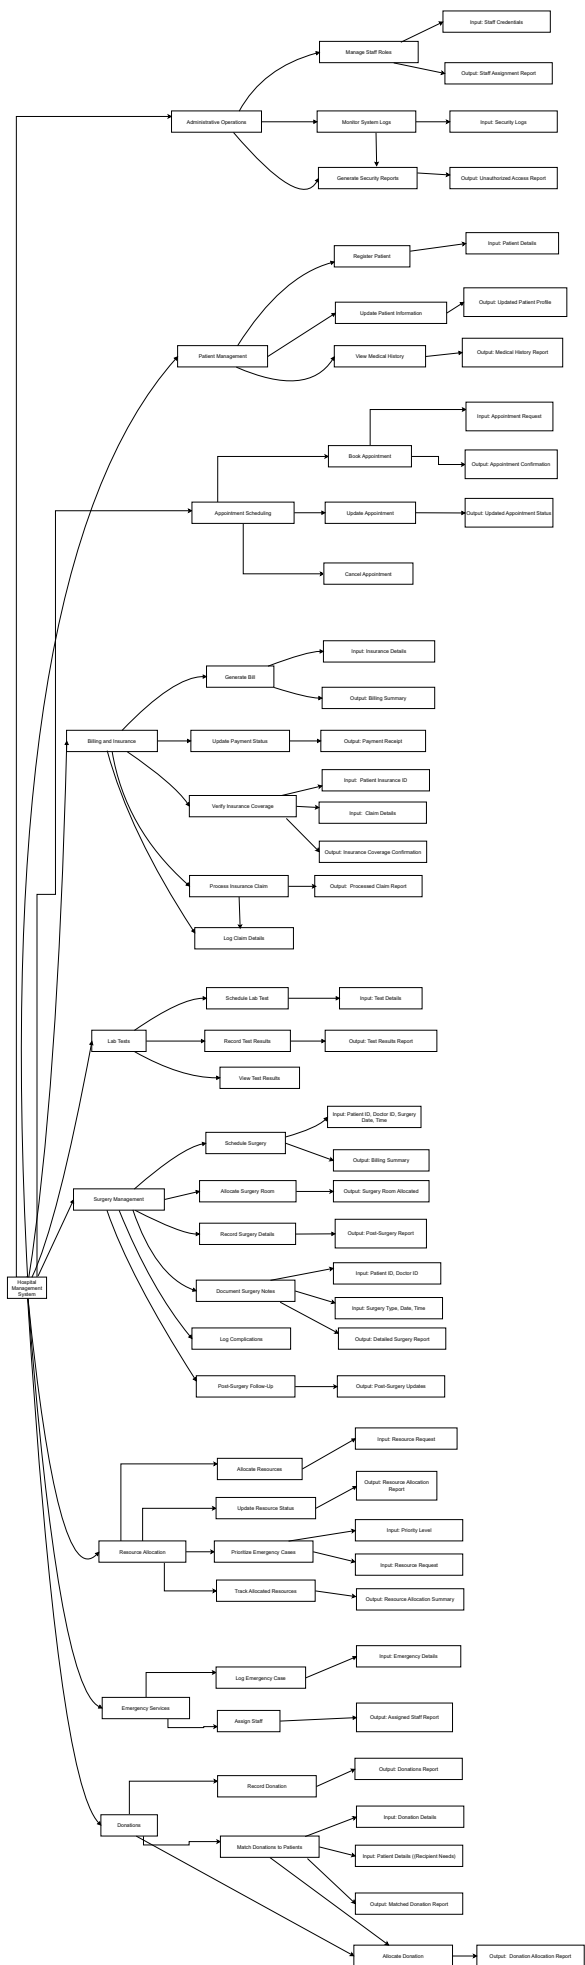 Input: Staff Credentials
Manage Staff Roles
Output: Staff Assignment Report
Administrative Operations
Monitor System Logs
Input: Security Logs
Generate Security Reports
Output: Unauthorized Access Report
Input: Patient Details
Register Patient
Output: Updated Patient Profile
Update Patient Information
Patient Management
View Medical History
Output: Medical History Report
Input: Appointment Request
Book Appointment
Output: Appointment Confirmation
Appointment Scheduling
Update Appointment
Output: Updated Appointment Status
Cancel Appointment
Input: Insurance Details
Generate Bill
Output: Billing Summary
Billing and Insurance
Update Payment Status
Output: Payment Receipt
Input: Patient Insurance ID
Verify Insurance Coverage
Input: Claim Details
Output: Insurance Coverage Confirmation
Process Insurance Claim
Output: Processed Claim Report
Log Claim Details
Schedule Lab Test
Input: Test Details
Lab Tests
Record Test Results
Output: Test Results Report
View Test Results
Input: Patient ID, Doctor ID, Surgery
Date, Time
Schedule Surgery
Output: Billing Summary
Surgery Management
Allocate Surgery Room
Output: Surgery Room Allocated
Record Surgery Details
Output: Post-Surgery Report
Input: Patient ID, Doctor ID
Hospital
Management
System
Document Surgery Notes
Input: Surgery Type, Date, Time
Log Complications
Output: Detailed Surgery Report
Post-Surgery Follow-Up
Output: Post-Surgery Updates
Input: Resource Request
Allocate Resources
Output: Resource Allocation
Report
Update Resource Status
Input: Priority Level
Resource Allocation
Prioritize Emergency Cases
Input: Resource Request
Track Allocated Resources
Output: Resource Allocation Summary
Input: Emergency Details
Log Emergency Case
Emergency Services
Assign Staff
Output: Assigned Staff Report
Output: Donations Report
Record Donation
Input: Donation Details
Donations
Match Donations to Patients
Input: Patient Details ((Recipient Needs)
Output: Matched Donation Report
Allocate Donation
Output: Donation Allocation Report